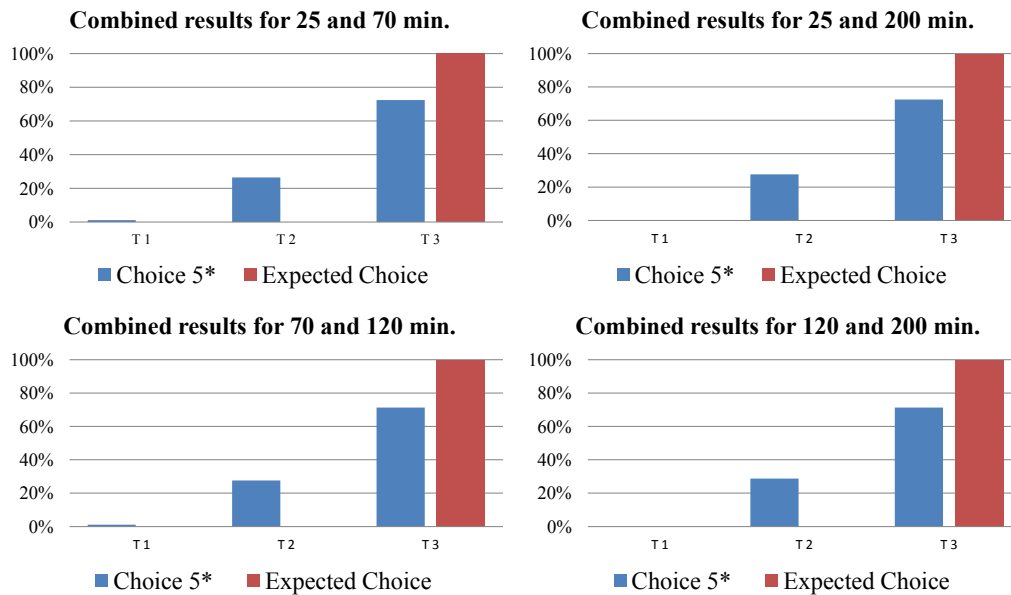 Combined results for 25 and 70 min.
100%
80%
60%
40%
20%
0%
T 1 T 2 T 3
Choice 5* Expected Choice
Combined results for 25 and 200 min.
100%
80%
60%
40%
20%
0%
T 1 T 2 T 3
Choice 5* Expected Choice
Combined results for 70 and 120 min.
100%
80%
60%
40%
20%
0%
T 1 T 2 T 3
Choice 5* Expected Choice
Combined results for 120 and 200 min.
100%
80%
60%
40%
20%
0%
T 1 T 2 T 3
Choice 5* Expected Choice